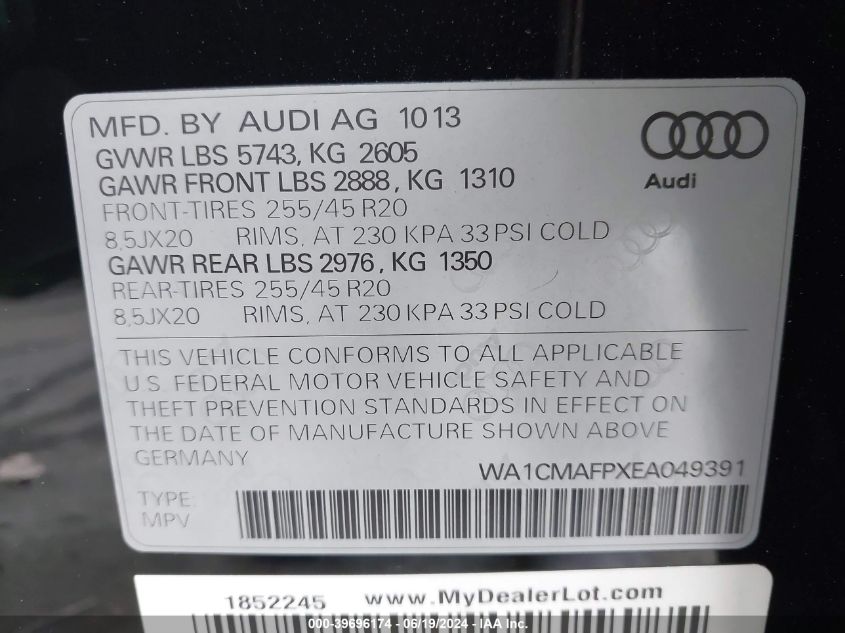 MFD. BY AUDI AG 1013
GVWR LBS 5743, KG 2605
GAWR FRONT LBS 2888, KG 1310
FRONT-TIRES 255/45 R20
8,5JX20 RIMS, AT 230 KPA 33 PSI COLD
GAWR REAR LBS 2976, KG 1350
REAR-TIRES 255/45 R20
8,5JX20 RIMS, AT 230 KPA 33 PSI COLD
Audi
THIS VEHICLE CONFORMS TO ALL APPLICABLE
U.S. FEDERAL MOTOR VEHICLE SAFETY AND
THEFT PREVENTION STANDARDS IN EFFECT ON
THE DATE OF MANUFACTURE SHOWN ABOVE
GERMANY
WA1CMAFPXEA049391
TYPE:
MPV
1852245 www.MyDealerLot.com
000-39696174 - 06/19/2024 - IAA Inc.